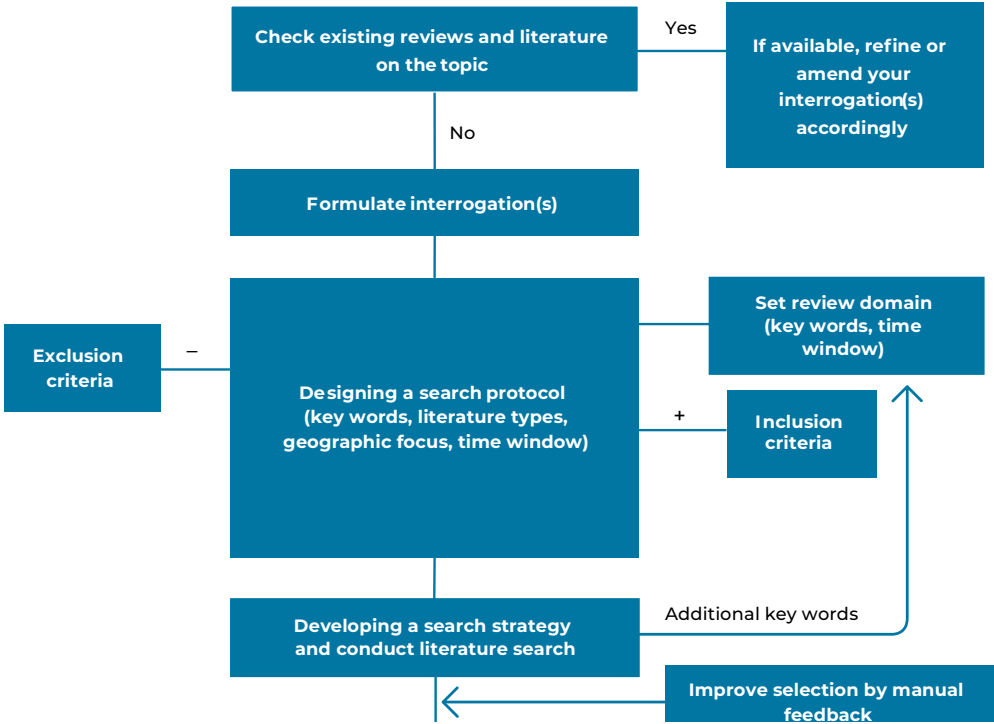 Check existing reviews and literature
on the topic
Yes
If available, refine or
amend your
interrogation(s)
accordingly
No
Formulate interrogation(s)
Set review domain
(key words, time
window)
Exclusion
criteria
–
Designing a search protocol
(key words, literature types,
geographic focus, time window)
+
Inclusion
criteria
Developing a search strategy
and conduct literature search
Additional key words
Improve selection by manual
feedback